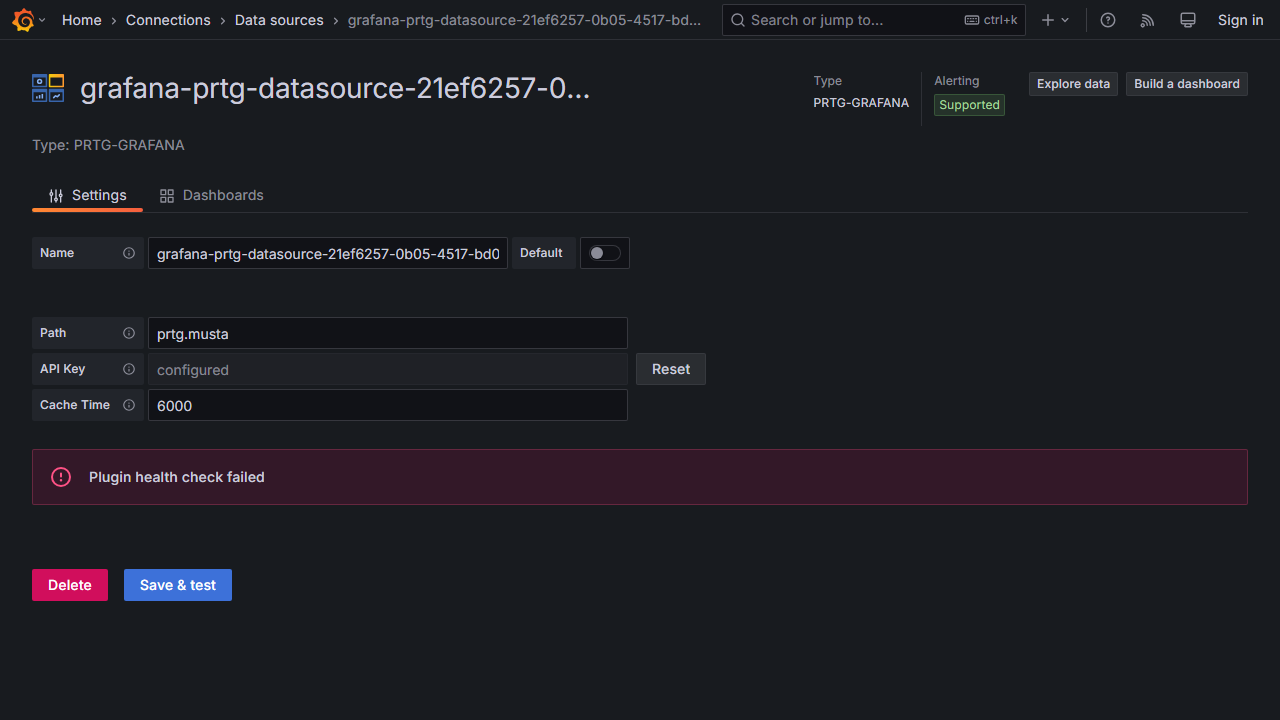 Home › Connections › Data sources › grafana-prtg-datasource-21ef6257-0b05-4517-bd...
Search or jump to...
ctrl+k
Sign in
grafana-prtg-datasource-21ef6257-0...
Type
PRTG-GRAFANA
Alerting
Supported
Explore data
Build a dashboard
Type: PRTG-GRAFANA
Settings
Dashboards
Name
grafana-prtg-datasource-21ef6257-0b05-4517-bd0
Default
Path
prtg.musta
API Key
configured
Reset
Cache Time
6000
Plugin health check failed
Delete
Save & test